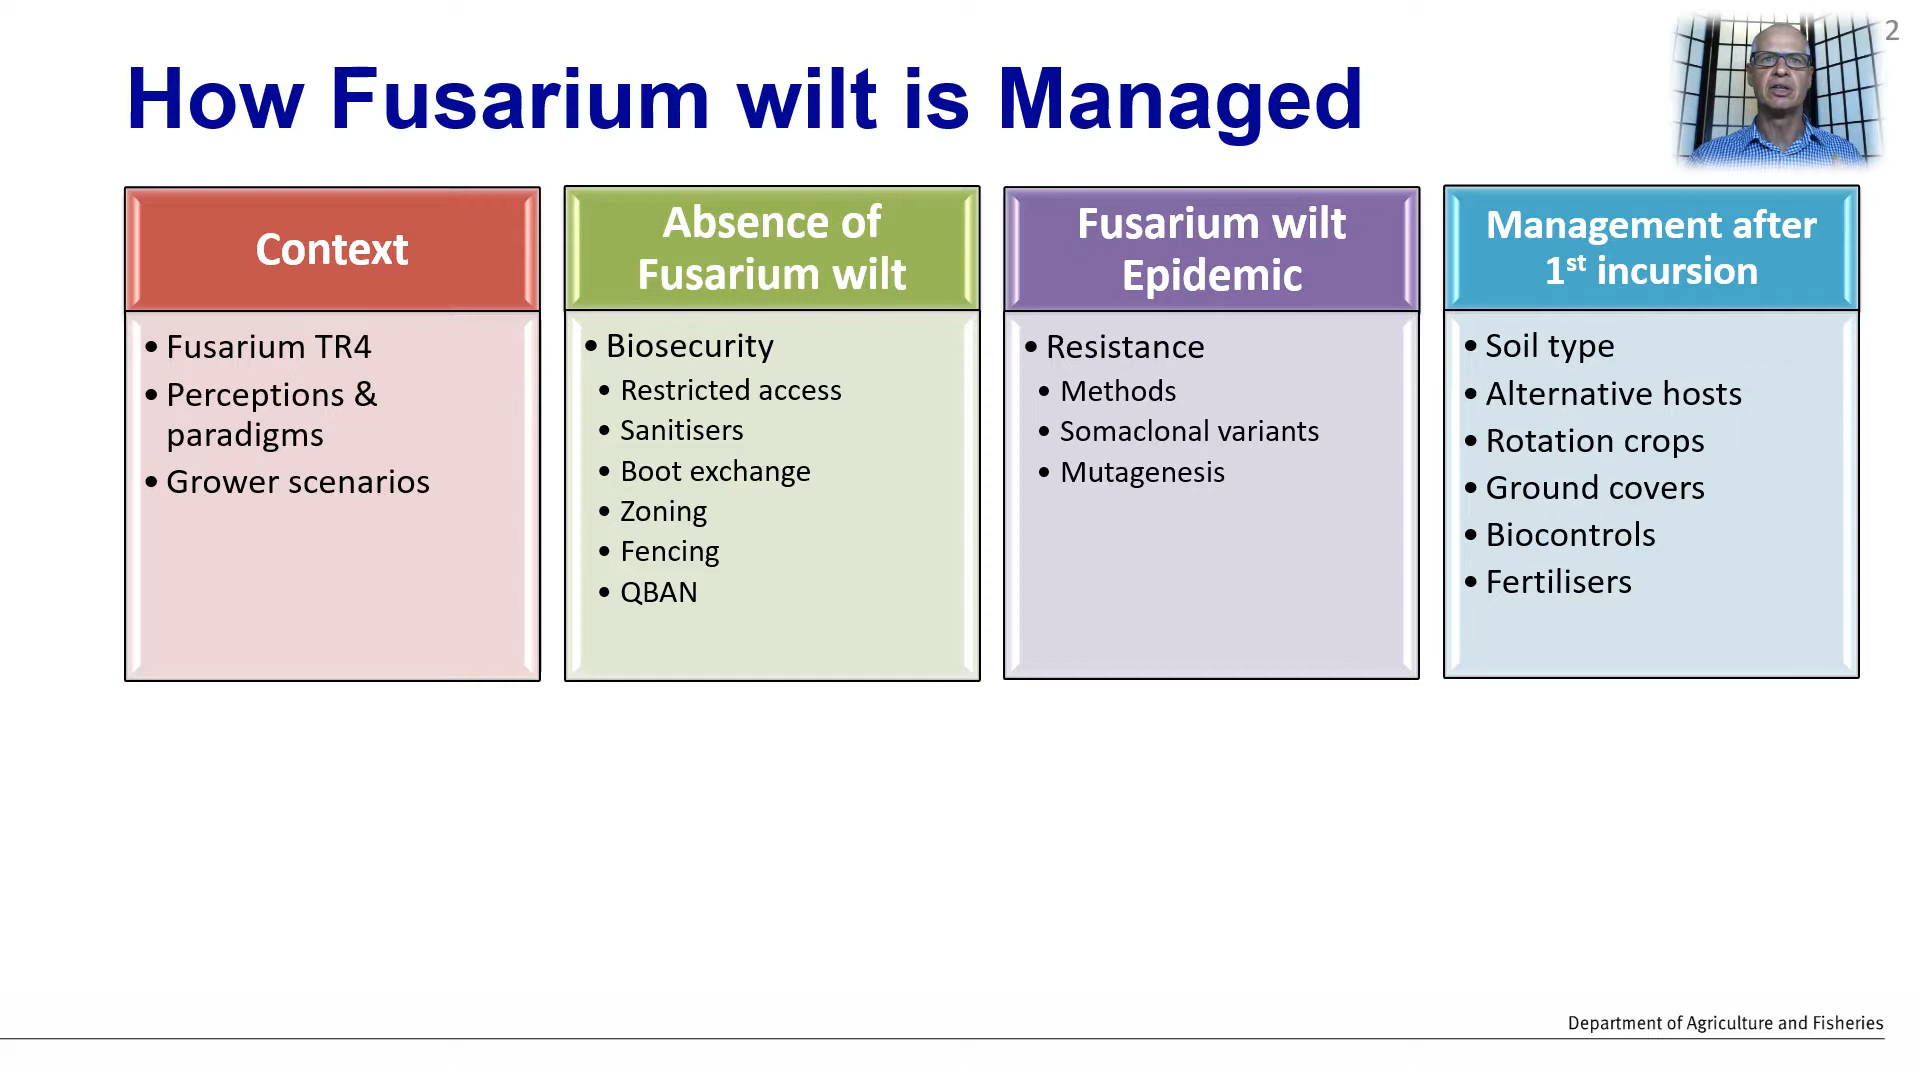 2
How Fusarium wilt is Managed
Context
• Fusarium TR4
• Perceptions &
paradigms
• Grower scenarios
Absence of
Fusarium wilt
• Biosecurity
• Restricted access
• Sanitisers
• Boot exchange
• Zoning
• Fencing
• QBAN
Fusarium wilt
Epidemic
• Resistance
• Methods
• Somaclonal variants
• Mutagenesis
Management after
1st incursion
• Soil type
• Alternative hosts
• Rotation crops
• Ground covers
• Biocontrols
• Fertilisers
Department of Agriculture and Fisheries